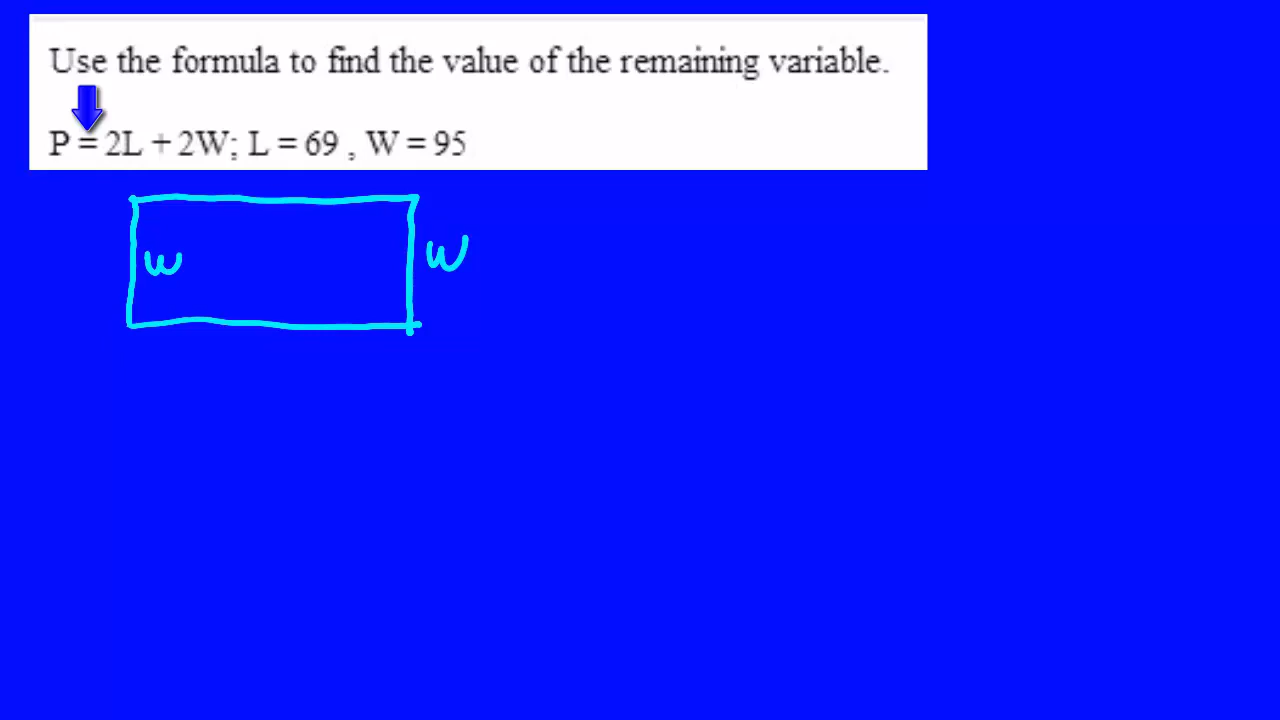 Use the formula to find the value of the remaining variable.
P = 2L + 2W; L = 69 , W = 95
w W